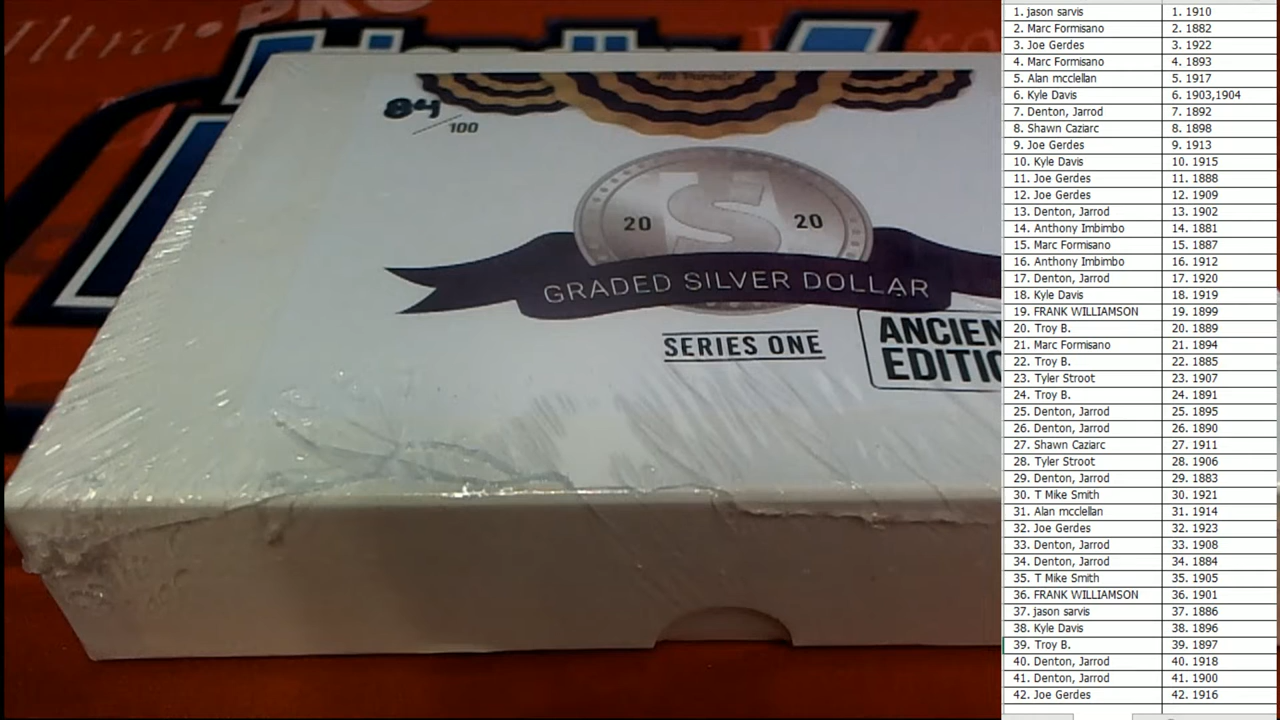 Ultra•PRO
84
/100
Hit Parade
20 20
GRADED SILVER DOLLAR
SERIES ONE
ANCIEN
EDITIO
1. jason sarvis 1. 1910
2. Marc Formisano 2. 1882
3. Joe Gerdes 3. 1922
4. Marc Formisano 4. 1893
5. Alan mcclellan 5. 1917
6. Kyle Davis 6. 1903,1904
7. Denton, Jarrod 7. 1892
8. Shawn Caziarc 8. 1898
9. Joe Gerdes 9. 1913
10. Kyle Davis 10. 1915
11. Joe Gerdes 11. 1888
12. Joe Gerdes 12. 1909
13. Denton, Jarrod 13. 1902
14. Anthony Imbimbo 14. 1881
15. Marc Formisano 15. 1887
16. Anthony Imbimbo 16. 1912
17. Denton, Jarrod 17. 1920
18. Kyle Davis 18. 1919
19. FRANK WILLIAMSON 19. 1899
20. Troy B. 20. 1889
21. Marc Formisano 21. 1894
22. Troy B. 22. 1885
23. Tyler Stroot 23. 1907
24. Troy B. 24. 1891
25. Denton, Jarrod 25. 1895
26. Denton, Jarrod 26. 1890
27. Shawn Caziarc 27. 1911
28. Tyler Stroot 28. 1906
29. Denton, Jarrod 29. 1883
30. T Mike Smith 30. 1921
31. Alan mcclellan 31. 1914
32. Joe Gerdes 32. 1923
33. Denton, Jarrod 33. 1908
34. Denton, Jarrod 34. 1884
35. T Mike Smith 35. 1905
36. FRANK WILLIAMSON 36. 1901
37. jason sarvis 37. 1886
38. Kyle Davis 38. 1896
39. Troy B. 39. 1897
40. Denton, Jarrod 40. 1918
41. Denton, Jarrod 41. 1900
42. Joe Gerdes 42. 1916